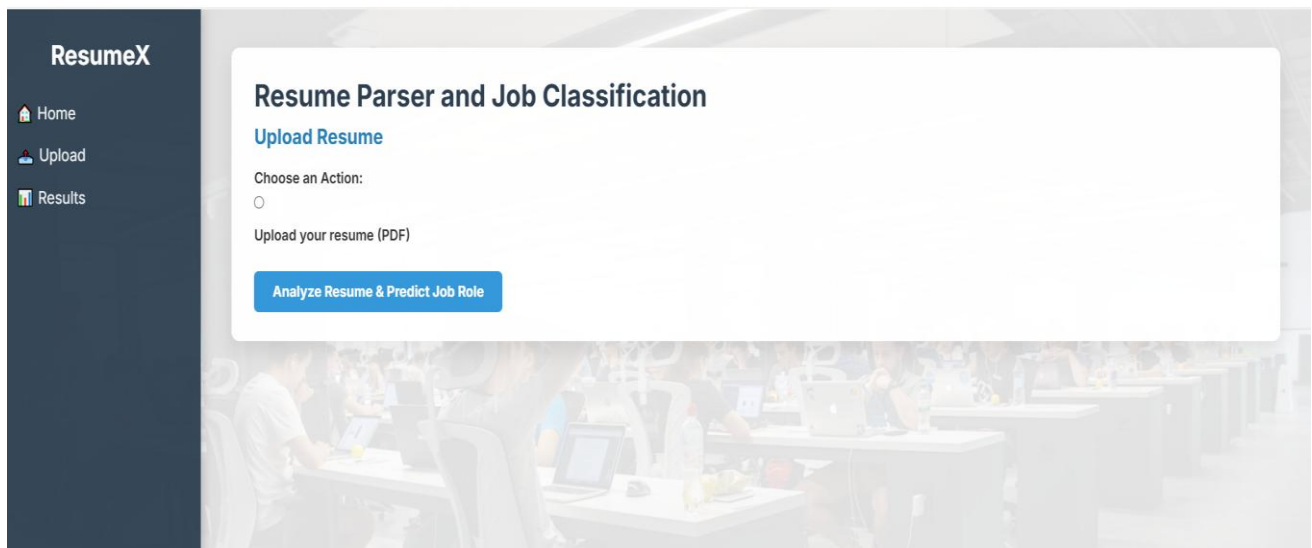 ResumeX
Home
Upload
Results
Resume Parser and Job Classification
Upload Resume
Choose an Action:
Upload your resume (PDF)
Analyze Resume & Predict Job Role